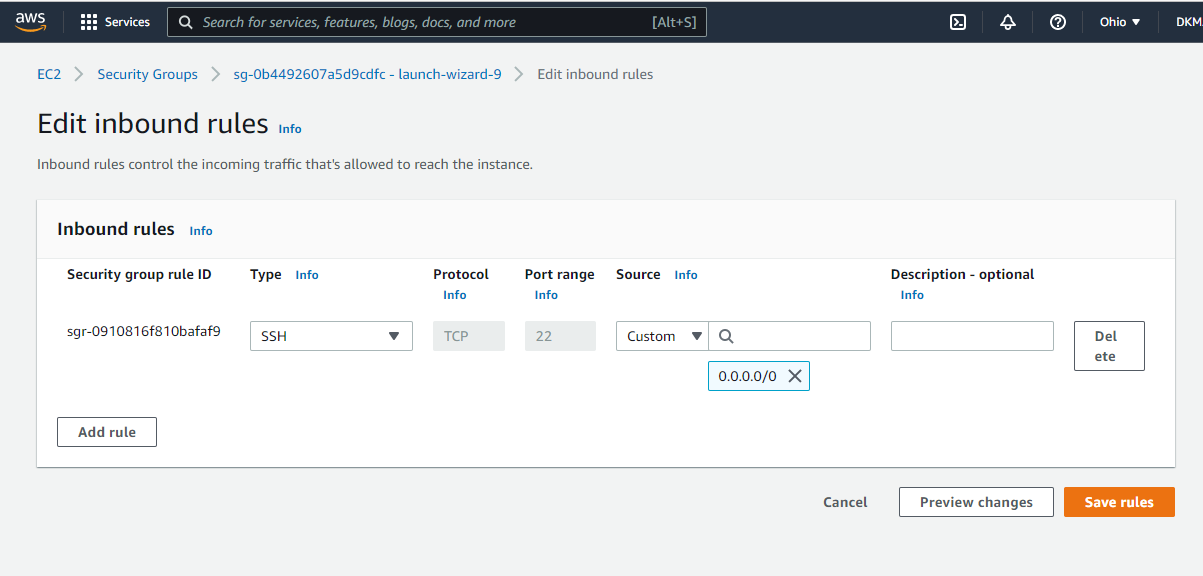 aws Services Search for services, features, blogs, docs, and more [Alt+S] Ohio DKM
EC2 Security Groups sg-0b4492607a5d9cdfc - launch-wizard-9 Edit inbound rules
Edit inbound rules Info
Inbound rules control the incoming traffic that's allowed to reach the instance.
Inbound rules Info
Security group rule ID Type Info Protocol Port range Source Info Description - optional
Info Info Info
sgr-0910816f810bafaf9 SSH TCP 22 Custom Del
ete
0.0.0.0/0
Add rule
Cancel Preview changes Save rules